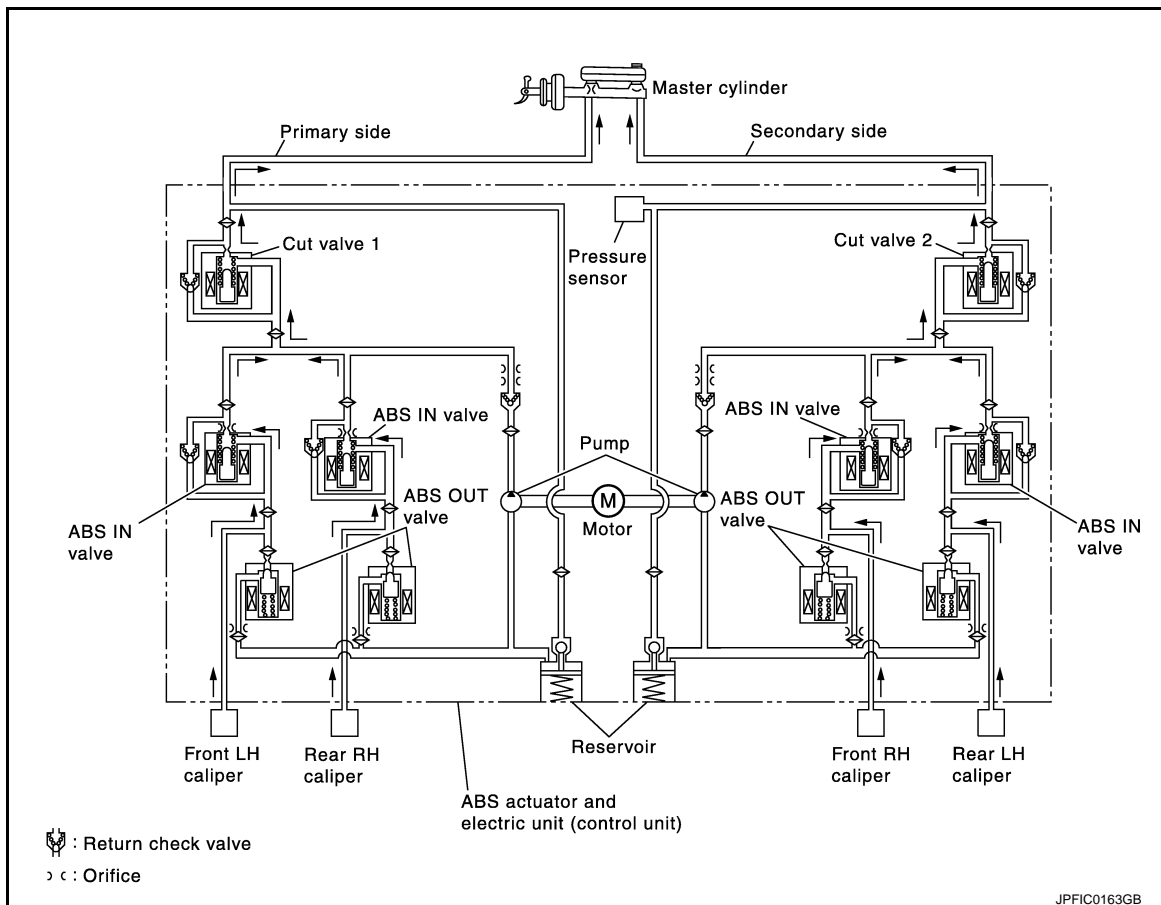 Master cylinder
Primary side
Secondary side
Cut valve 1
Pressure
sensor
Cut valve 2
ABS IN valve
ABS IN valve
Pump
ABS OUT
valve
M
Motor
ABS OUT
valve
ABS IN
valve
ABS IN
valve
Reservoir
Front LH
caliper
Rear RH
caliper
Front RH
caliper
Rear LH
caliper
ABS actuator and
electric unit (control unit)
: Return check valve
: Orifice
JPFIC0163GB